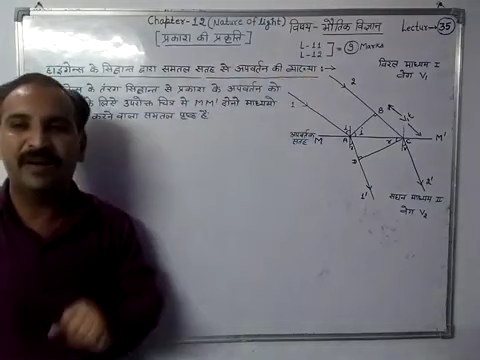 Chapter-12 (Nature of light) विषय- भौतिक विज्ञान Lectur- 35
[प्रकाश की प्रकृति]
L-11
L-12 ] = 9 Marks
हाइगेन्स के सिद्धान्त द्वारा समतल सतह से अपवर्तन की व्याख्या :-
विरल माध्यम I
वेग V₁
के तरंग सिद्धान्त से प्रकाश के अपवर्तन को
के लिये उपरोक्त चित्र में MM' दोनो माध्यमो
करने वाला समतल पृष्ठ है
1
2
B
अपवर्तक
सतह
M
A
i
r
C
M'
D
1'
2'
सघन माध्यम II
वेग V₂